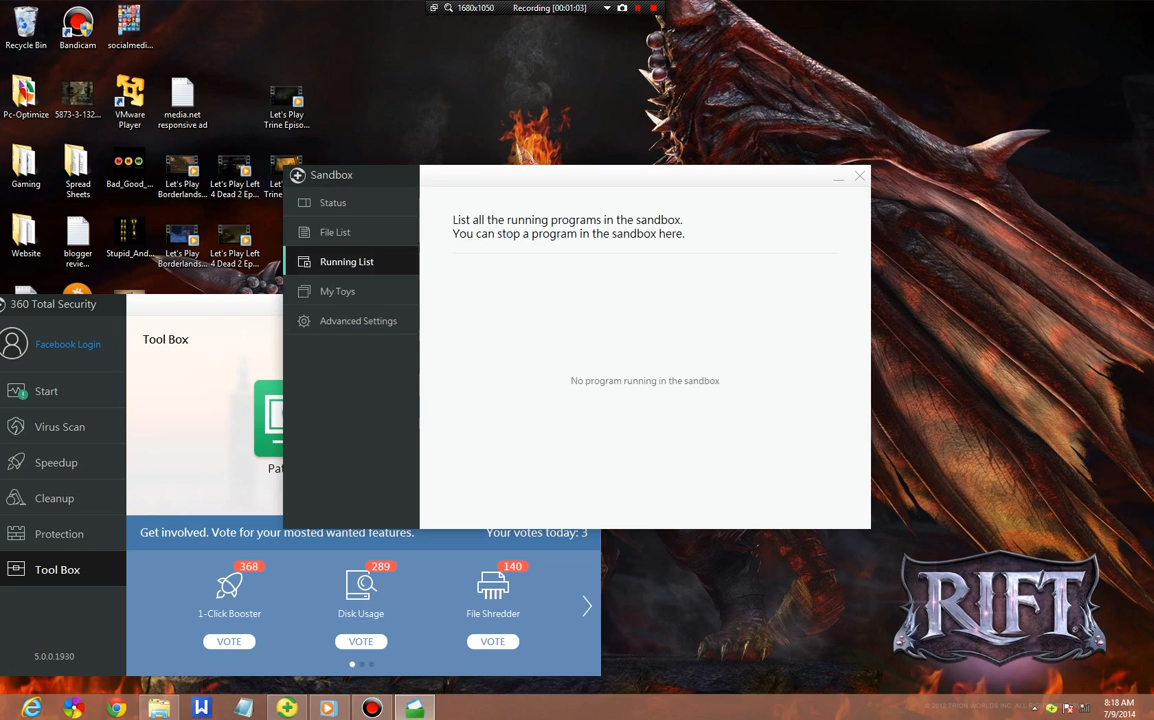 1680x1050 Recording [00:01:03]
Recycle Bin
Bandicam
socialmedi...
Pc-Optimize
5873-3-132...
VMware
Player
media.net
responsive ad
Let's Play
Trine Episo...
Gaming
Spread
Sheets
Bad_Good_...
Let's Play
Borderlands...
Let's Play Left
4 Dead 2 Ep...
Let's
Trine
Website
blogger
revie...
Stupid_And...
Let's Play
Borderlands...
Let's Play Left
4 Dead 2 Ep...
Sandbox
Status
File List
Running List
My Toys
Advanced Settings
List all the running programs in the sandbox.
You can stop a program in the sandbox here.
No program running in the sandbox
360 Total Security
Facebook Login
Start
Virus Scan
Speedup
Cleanup
Protection
Tool Box
5.0.0.1930
Tool Box
Pat
Get involved. Vote for your mosted wanted features.
Your votes today: 3
368
289
140
1-Click Booster
Disk Usage
File Shredder
VOTE
VOTE
VOTE
RIFT
8:18 AM
7/9/2014